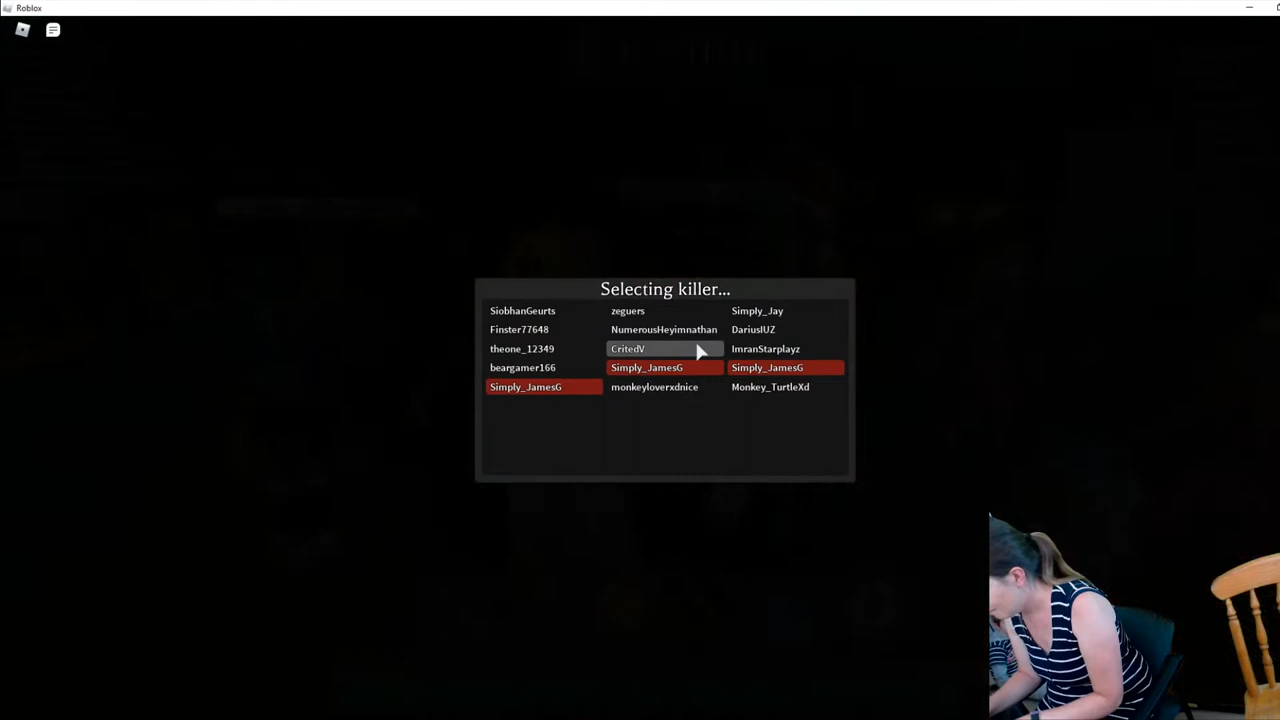 Roblox
Selecting killer...
SiobhanGeurts zeguers Simply_Jay
Finster77648 NumerousHeyimnathan DariusIUZ
theone_12349 CritedV ImranStarplayz
beargamer166 Simply_JamesG Simply_JamesG
Simply_JamesG monkeyloverxdnice Monkey_TurtleXd